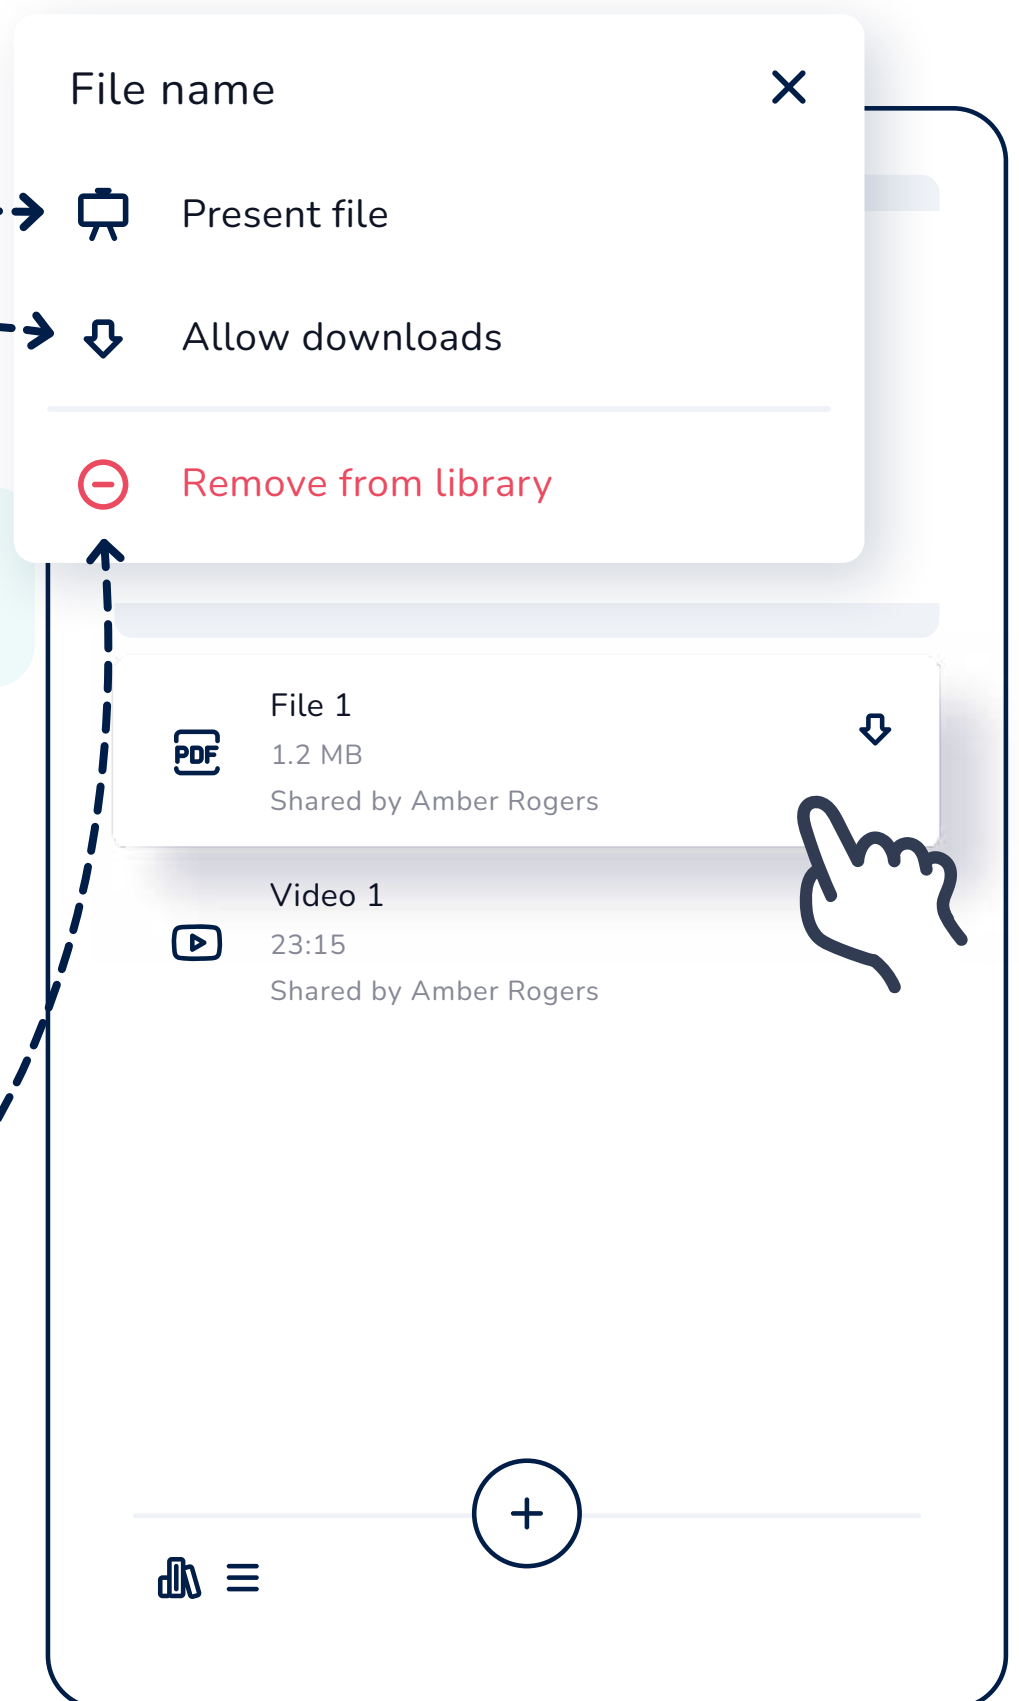 File name
Present file
Allow downloads
Remove from library
File 1
PDF
1.2 MB
Shared by Amber Rogers
Video 1
23:15
Shared by Amber Rogers